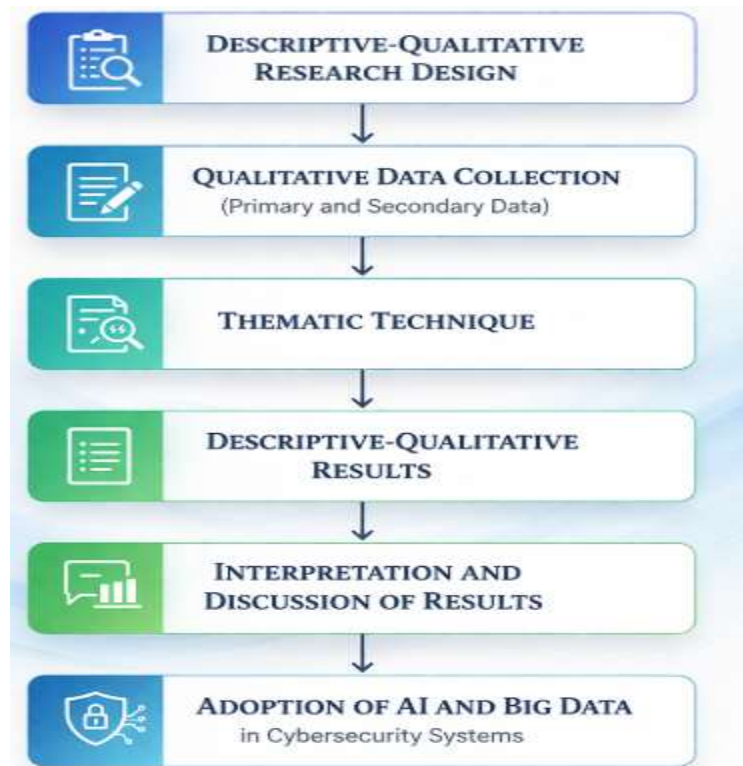 DESCRIPTIVE-QUALITATIVE
RESEARCH DESIGN
QUALITATIVE DATA COLLECTION
(Primary and Secondary Data)
THEMATIC TECHNIQUE
DESCRIPTIVE-QUALITATIVE
RESULTS
INTERPRETATION AND
DISCUSSION OF RESULTS
ADOPTION OF AI AND BIG DATA
in Cybersecurity Systems